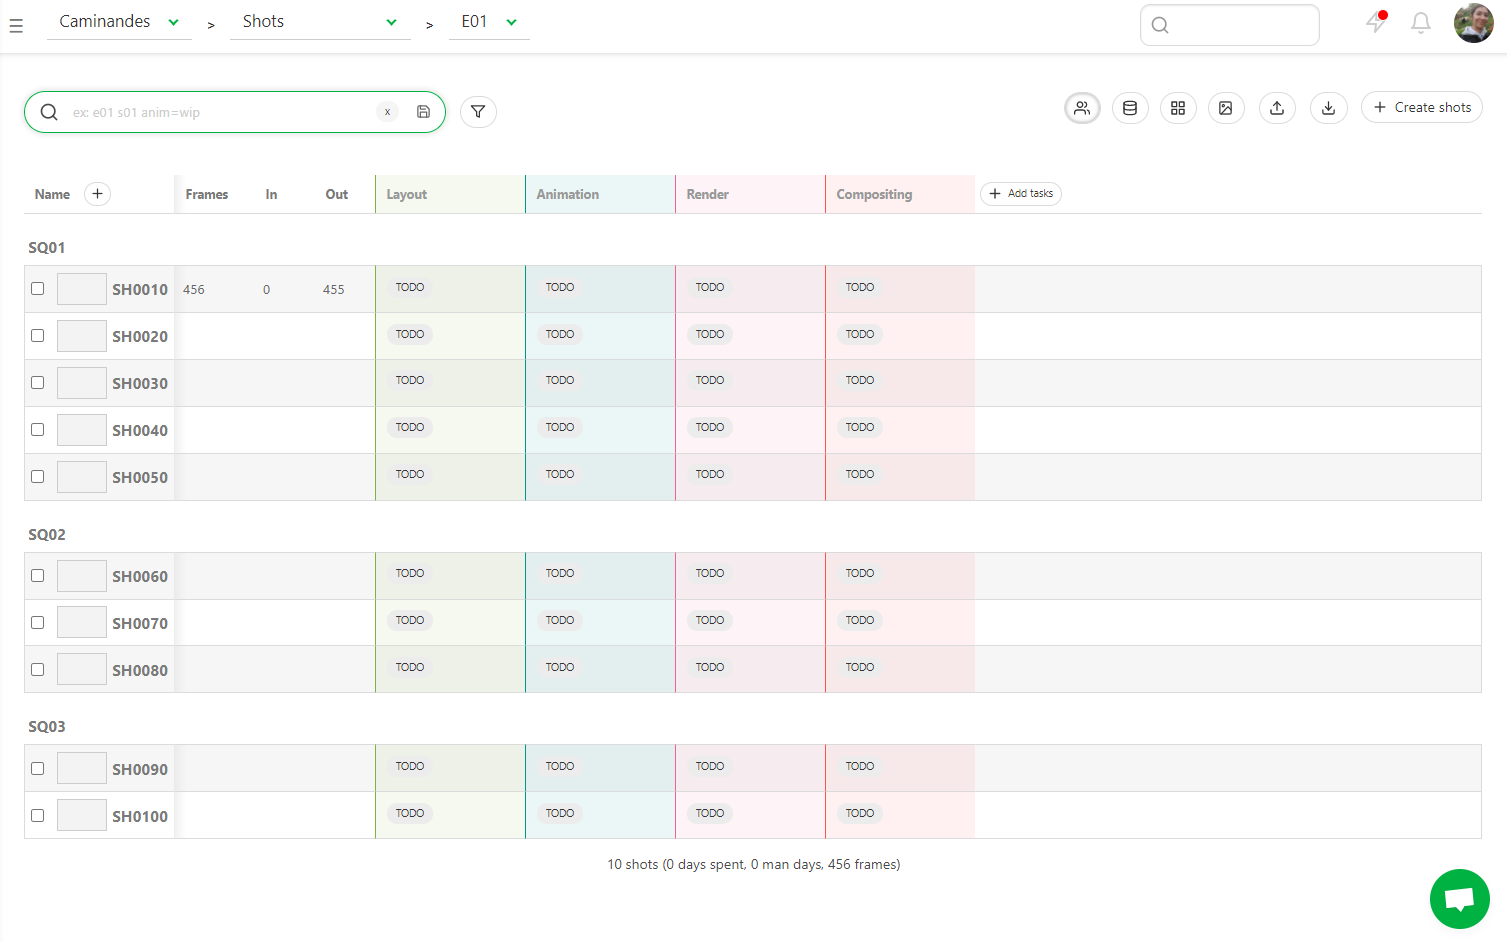 Caminandes > Shots > E01
ex: e01 s01 anim=wip x
Create shots
Name Frames In Out Layout Animation Render Compositing Add tasks
SQ01
SH0010 456 0 455 TODO TODO TODO TODO
SH0020 TODO TODO TODO TODO
SH0030 TODO TODO TODO TODO
SH0040 TODO TODO TODO TODO
SH0050 TODO TODO TODO TODO
SQ02
SH0060 TODO TODO TODO TODO
SH0070 TODO TODO TODO TODO
SH0080 TODO TODO TODO TODO
SQ03
SH0090 TODO TODO TODO TODO
SH0100 TODO TODO TODO TODO
10 shots (0 days spent, 0 man days, 456 frames)